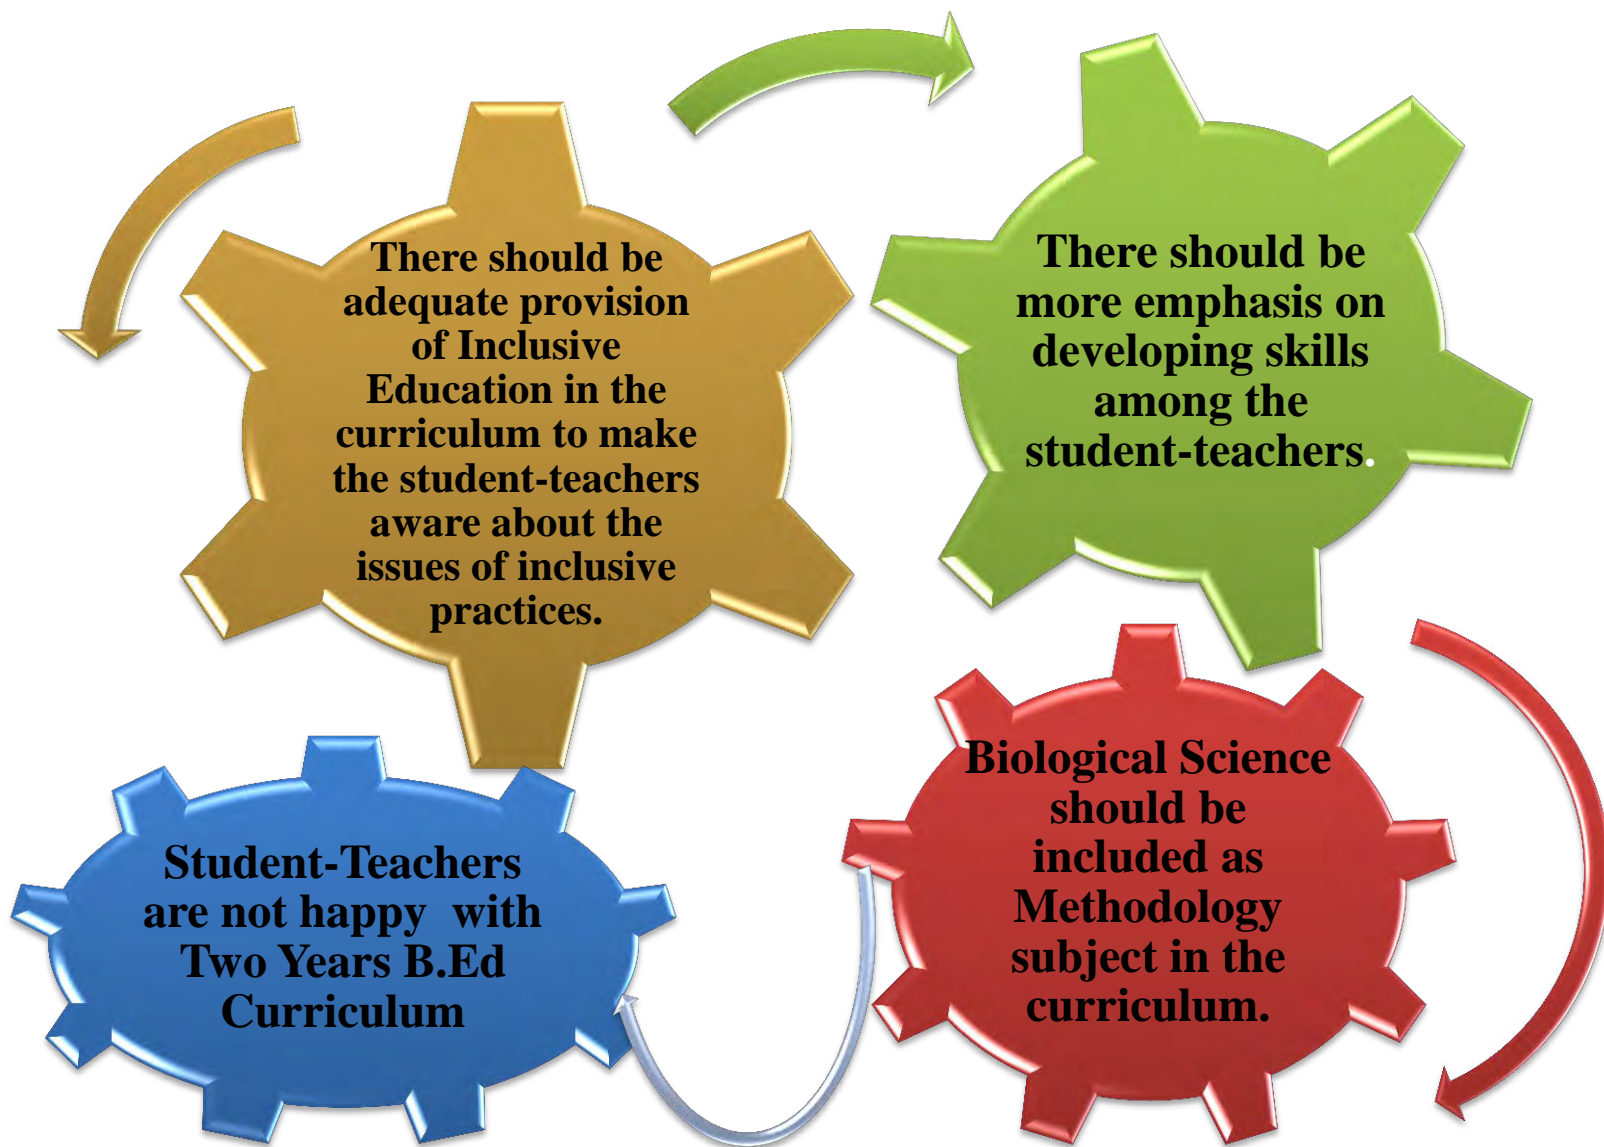 There should be
adequate provision
of Inclusive
Education in the
curriculum to make
the student-teachers
aware about the
issues of inclusive
practices.
There should be
more emphasis on
developing skills
among the
student-teachers.
Student-Teachers
are not happy  with
Two Years B.Ed
Curriculum
Biological Science
should be
included as
Methodology
subject in the
curriculum.